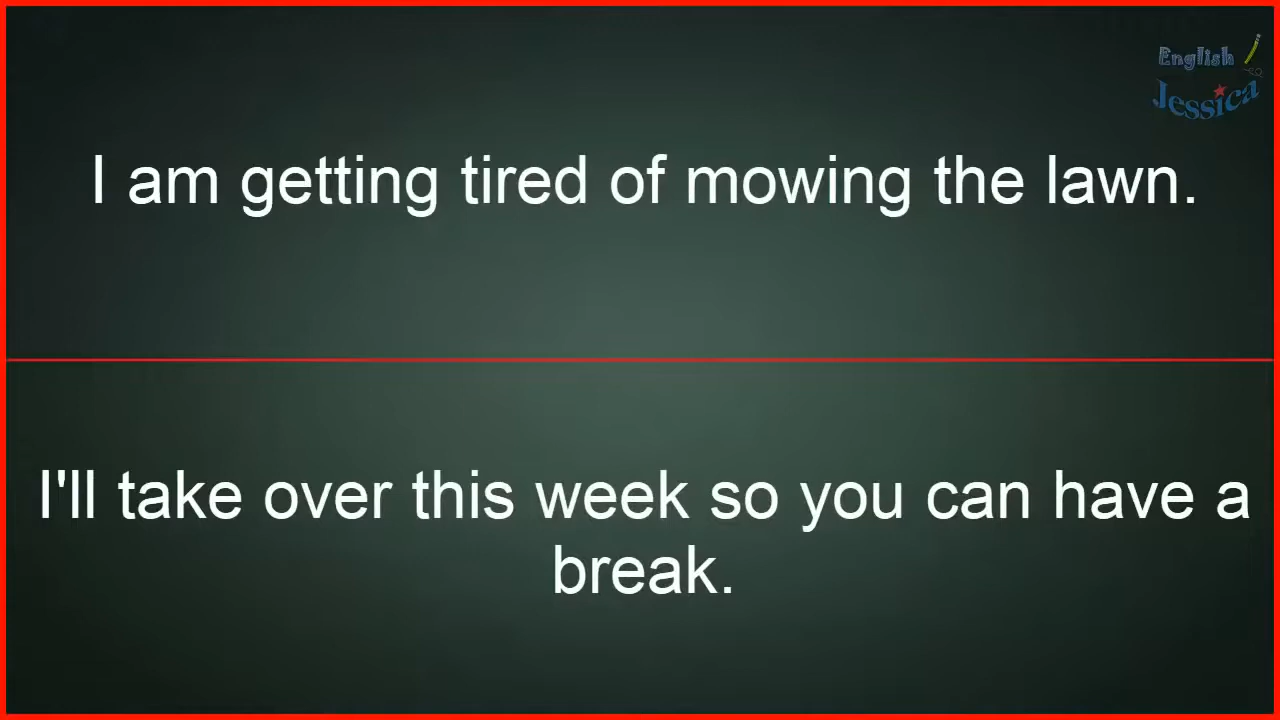 English
Jessica
I am getting tired of mowing the lawn.
I'll take over this week so you can have a
break.